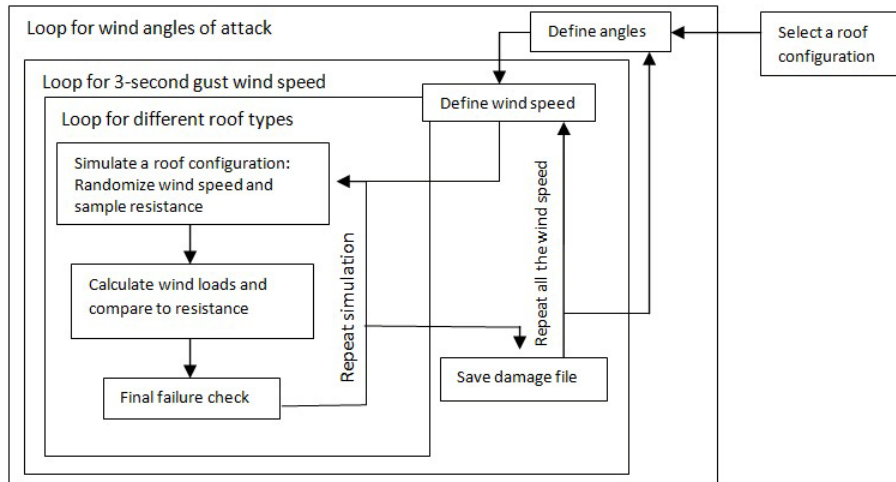 Loop for wind angles of attack
Define angles
Select a roof
configuration
Loop for 3-second gust wind speed
Define wind speed
Loop for different roof types
Simulate a roof configuration:
Randomize wind speed and
sample resistance
Calculate wind loads and
compare to resistance
Final failure check
Repeat simulation
Save damage file
Repeat all the wind speed